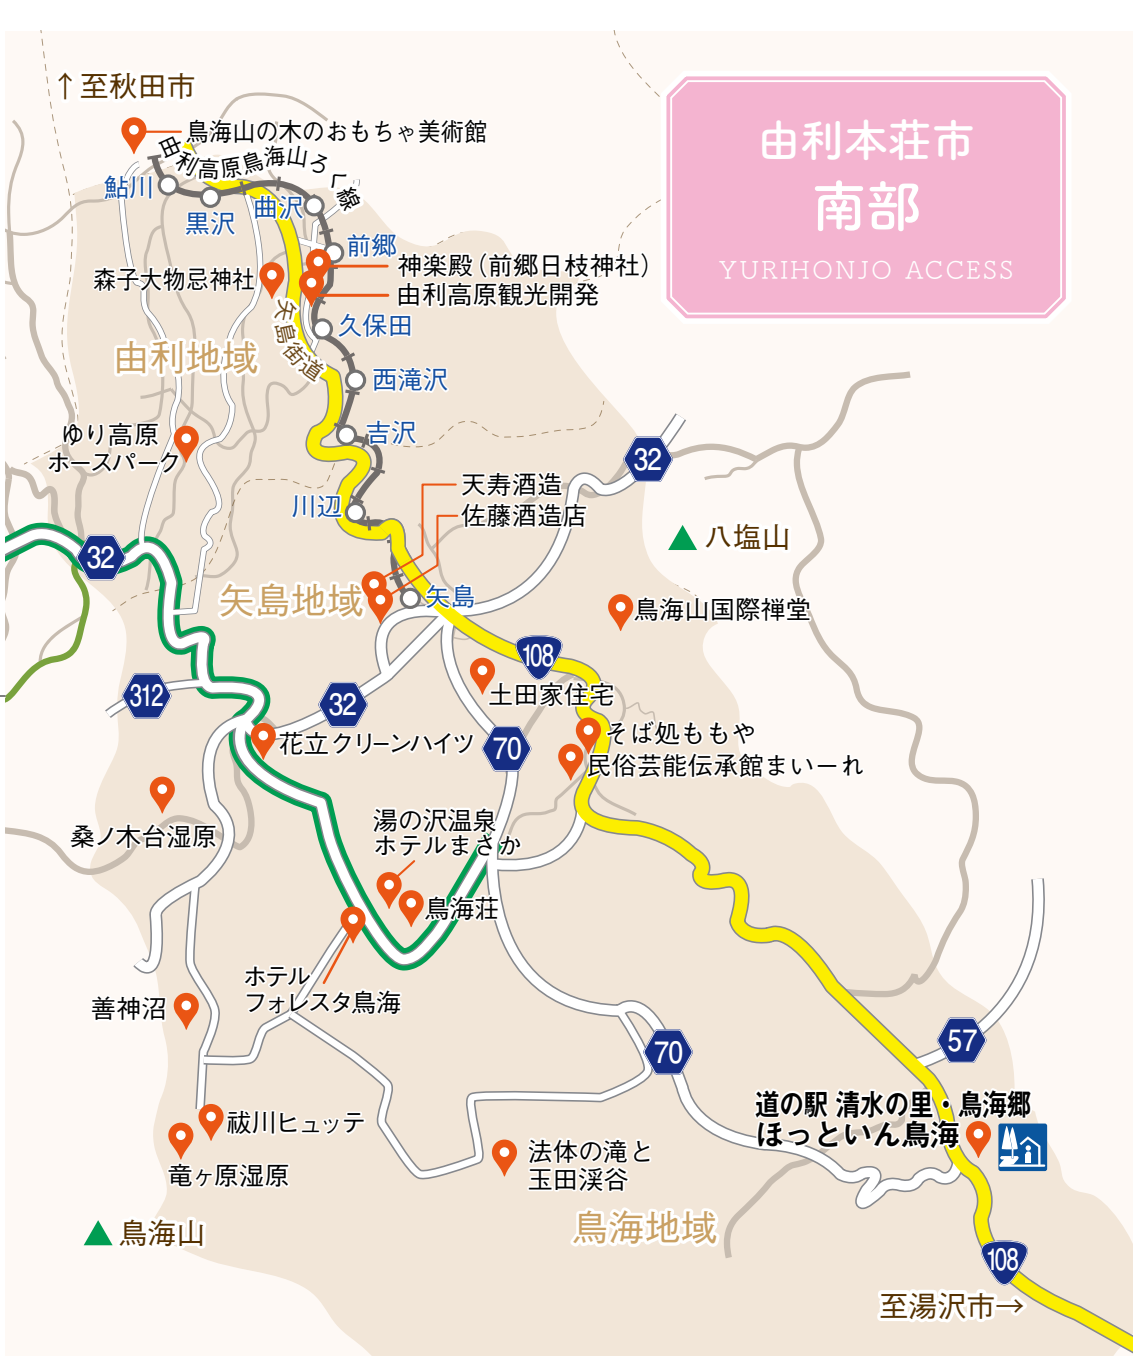 ↑至秋田市
由利本荘市
南部
YURIHONJO ACCESS
鳥海山の木のおもちゃ美術館
由利高原鳥海山ろく線
鮎川
黒沢
曲沢
前郷
森子大物忌神社
神楽殿（前郷日枝神社）
由利高原観光開発
矢島街道
久保田
由利地域
西滝沢
吉沢
ゆり高原
ホースパーク
32
天寿酒造
佐藤酒造店
川辺
八塩山
32
矢島地域
矢島
鳥海山国際禅堂
108
土田家住宅
312
32
花立クリーンハイツ
70
そば処ももや
民俗芸能伝承館まいーれ
桑ノ木台湿原
湯の沢温泉
ホテルまさか
鳥海荘
ホテル
フォレスタ鳥海
善神沼
70
57
道の駅 清水の里・鳥海郷
ほっといん鳥海
祓川ヒュッテ
竜ヶ原湿原
法体の滝と
玉田渓谷
鳥海地域
鳥海山
108
至湯沢市→